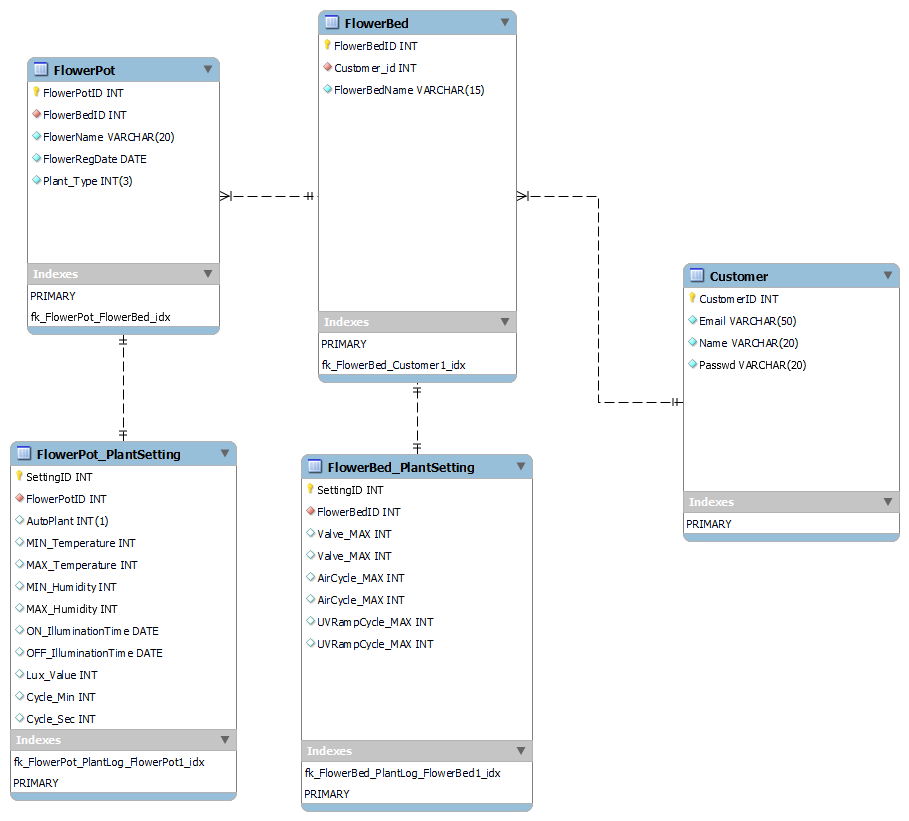 FlowerBed
FlowerBedID INT
Customer_id INT
FlowerBedName VARCHAR(15)
Indexes
PRIMARY
fk_FlowerBed_Customer1_idx
FlowerPot
FlowerPotID INT
FlowerBedID INT
FlowerName VARCHAR(20)
FlowerRegDate DATE
Plant_Type INT(3)
Indexes
PRIMARY
fk_FlowerPot_FlowerBed_idx
Customer
CustomerID INT
Email VARCHAR(50)
Name VARCHAR(20)
Passwd VARCHAR(20)
Indexes
PRIMARY
FlowerPot_PlantSetting
SettingID INT
FlowerPotID INT
AutoPlant INT(1)
MIN_Temperature INT
MAX_Temperature INT
MIN_Humidity INT
MAX_Humidity INT
ON_IlluminationTime DATE
OFF_IlluminationTime DATE
Lux_Value INT
Cycle_Min INT
Cycle_Sec INT
Indexes
fk_FlowerPot_PlantLog_FlowerPot1_idx
PRIMARY
FlowerBed_PlantSetting
SettingID INT
FlowerBedID INT
Valve_MAX INT
Valve_MAX INT
AirCycle_MAX INT
AirCycle_MAX INT
UVRampCycle_MAX INT
UVRampCycle_MAX INT
Indexes
fk_FlowerBed_PlantLog_FlowerBed1_idx
PRIMARY